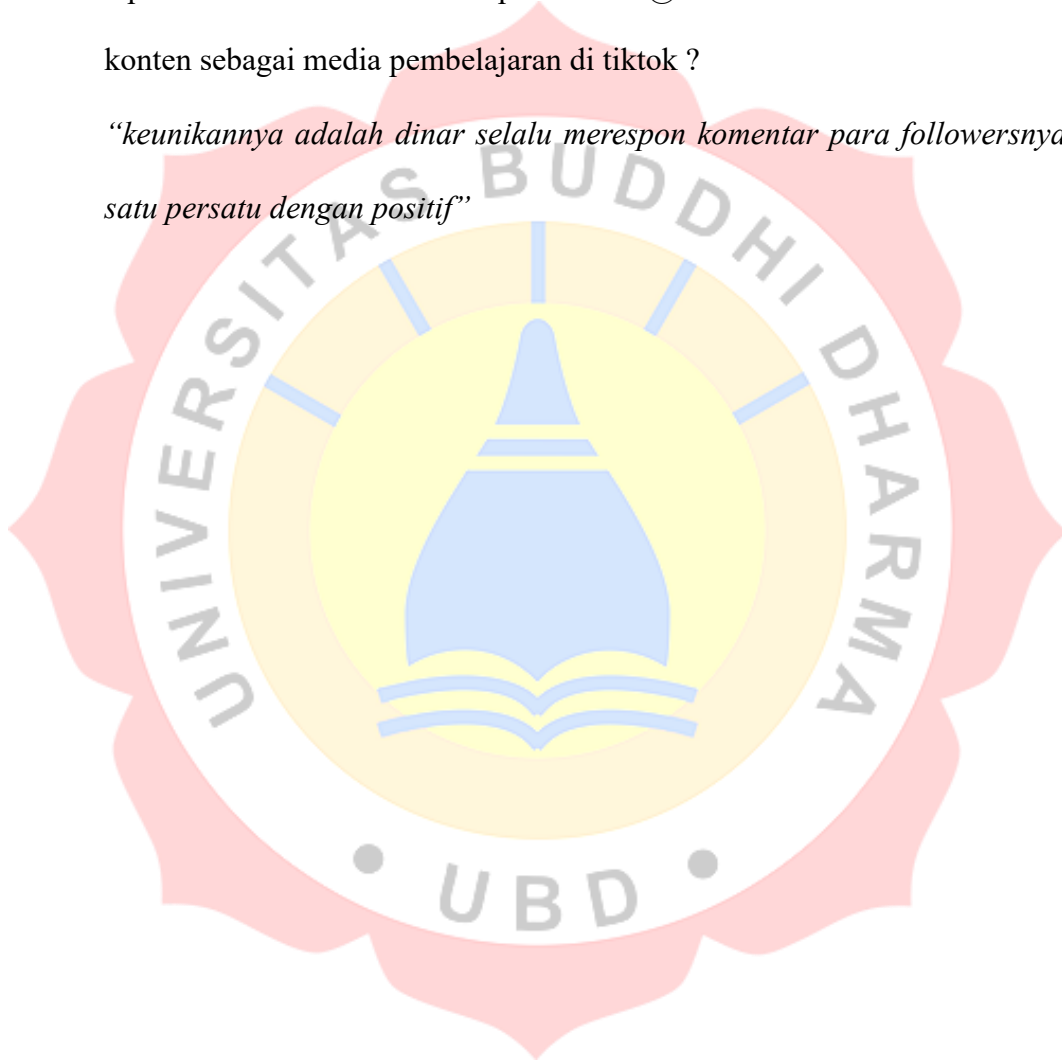 konten sebagai media pembelajaran di tiktok ?
“keunikannya adalah dinar selalu merespon komentar para followersnya
satu persatu dengan positif”
UNIVERSITAS BUDDHI DHARMA
• UBD •